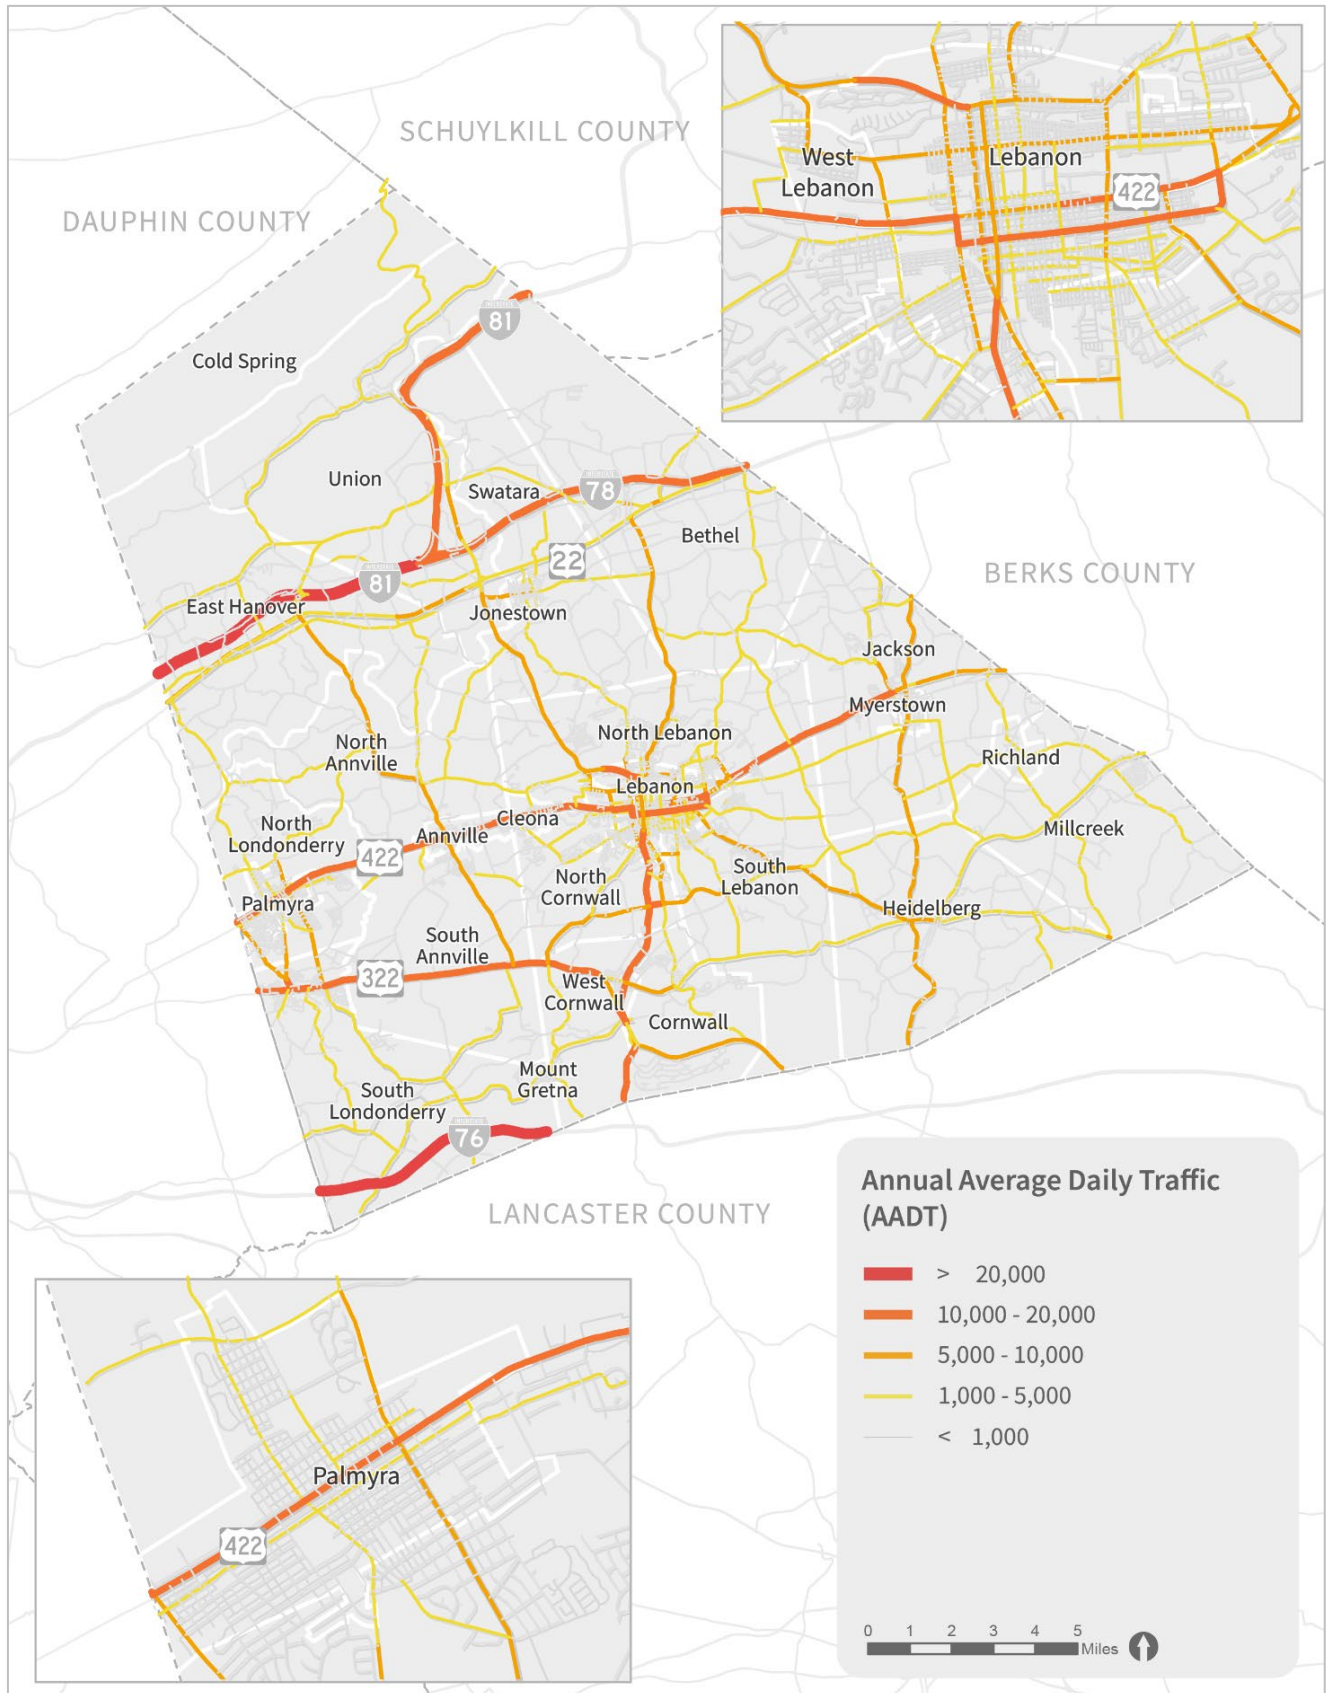 SCHUYLKILL COUNTY
DAUPHIN COUNTY
West
Lebanon
Lebanon
422
81
Cold Spring
Union
Swatara
78
Bethel
22
BERKS COUNTY
81
East Hanover
Jonestown
Jackson
Myerstown
North
Annville
North Lebanon
Richland
Lebanon
Cleona
North
Londonderry
Annville
Millcreek
422
South
Lebanon
North
Cornwall
Palmyra
Heidelberg
South
Annville
322
West
Cornwall
Cornwall
Mount
Gretna
South
Londonderry
76
LANCASTER COUNTY
Annual Average Daily Traffic
(AADT)
> 20,000
10,000 - 20,000
5,000 - 10,000
1,000 - 5,000
< 1,000
0 1 2 3 4 5
Miles
Palmyra
422